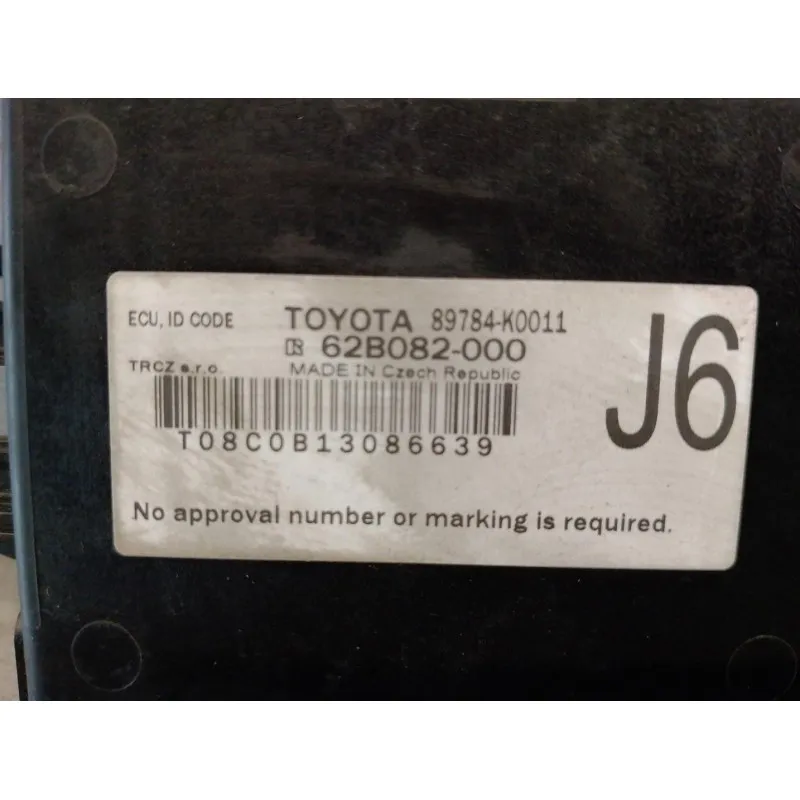 ECU, ID CODE TOYOTA 89784-K0011
62B082-000
J6
TRCZ s.r.o. MADE IN Czech Republic
T08C0B13086639
No approval number or marking is required.